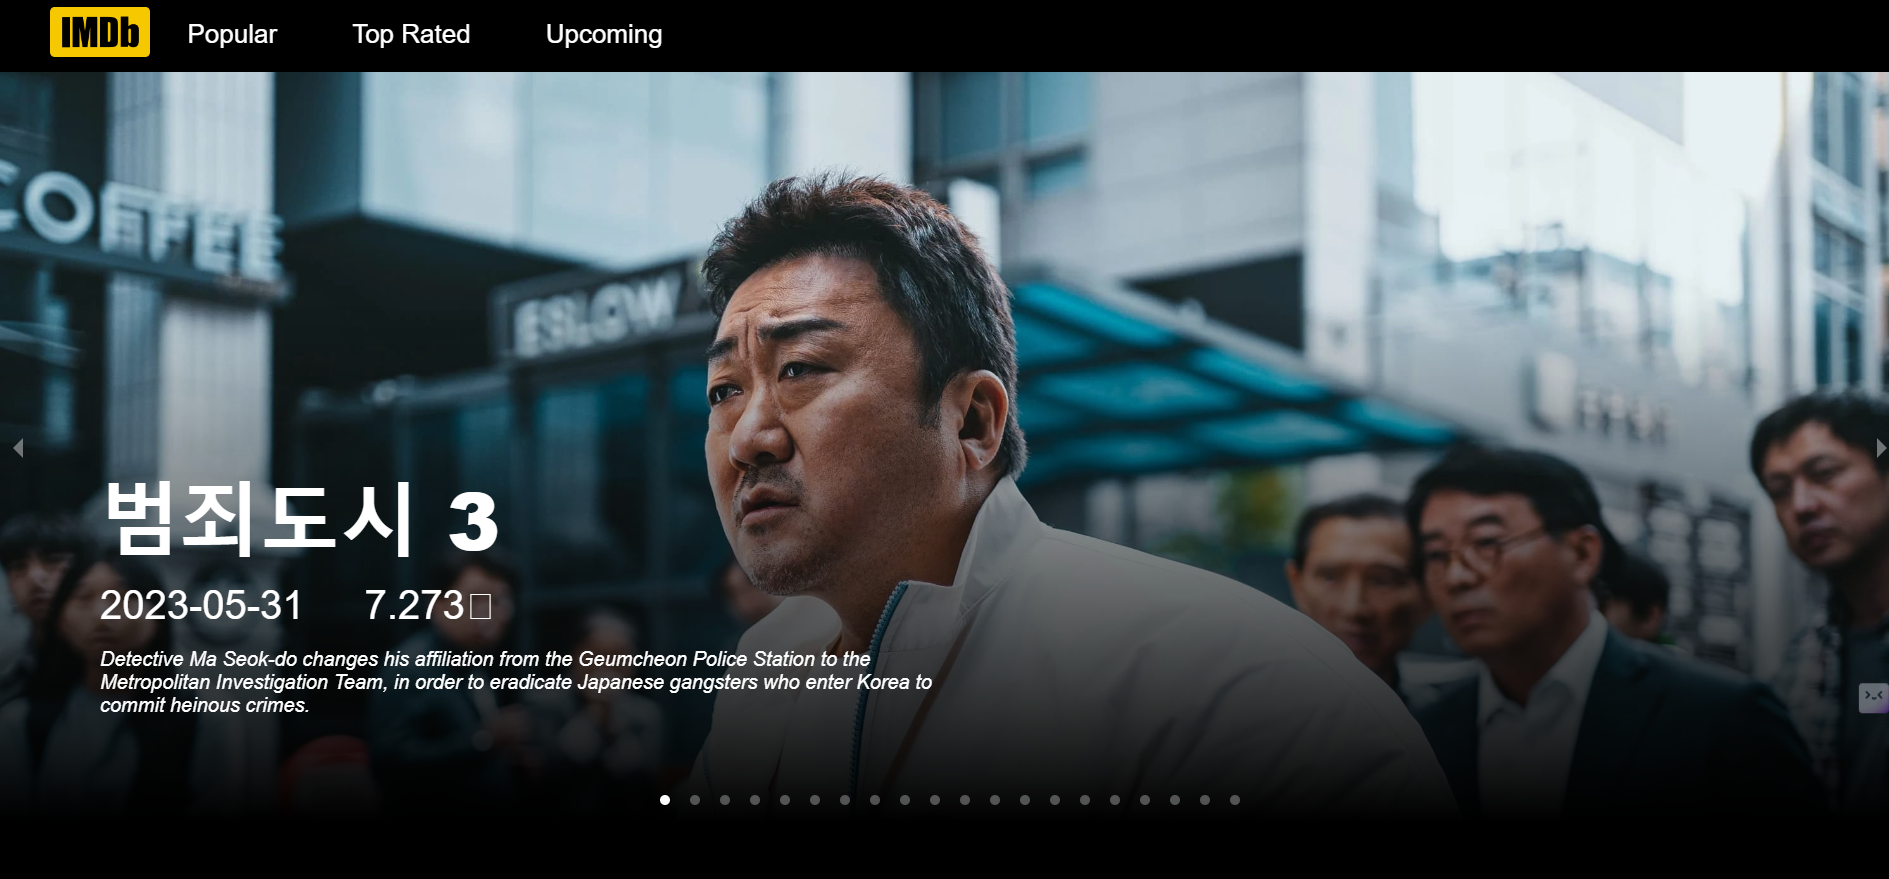 IMDb Popular Top Rated Upcoming
COFFEE
ESLOW
범죄도시 3
2023-05-31 7.273
Detective Ma Seok-do changes his affiliation from the Geumcheon Police Station to the
Metropolitan Investigation Team, in order to eradicate Japanese gangsters who enter Korea to
commit heinous crimes.